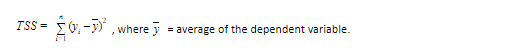 TSS = Σ(yᵢ - ȳ)² , where ȳ = average of the dependent variable.